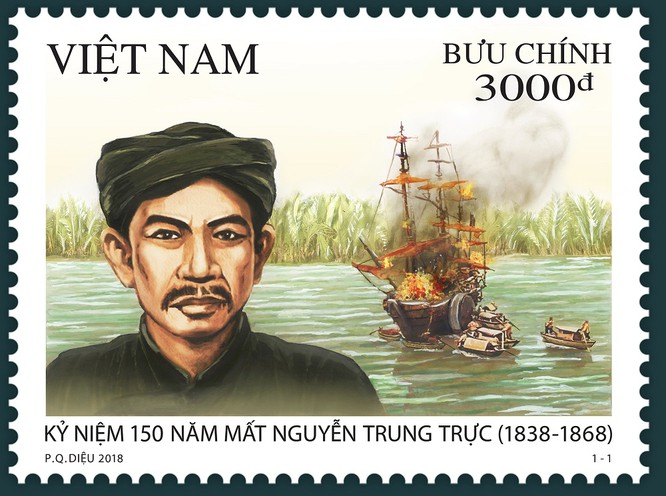 VIỆT NAM
BƯU CHÍNH
3000đ
KỶ NIỆM 150 NĂM MẤT NGUYỄN TRUNG TRỰC (1838-1868)
P.Q.DIỆU 2018
1 - 1